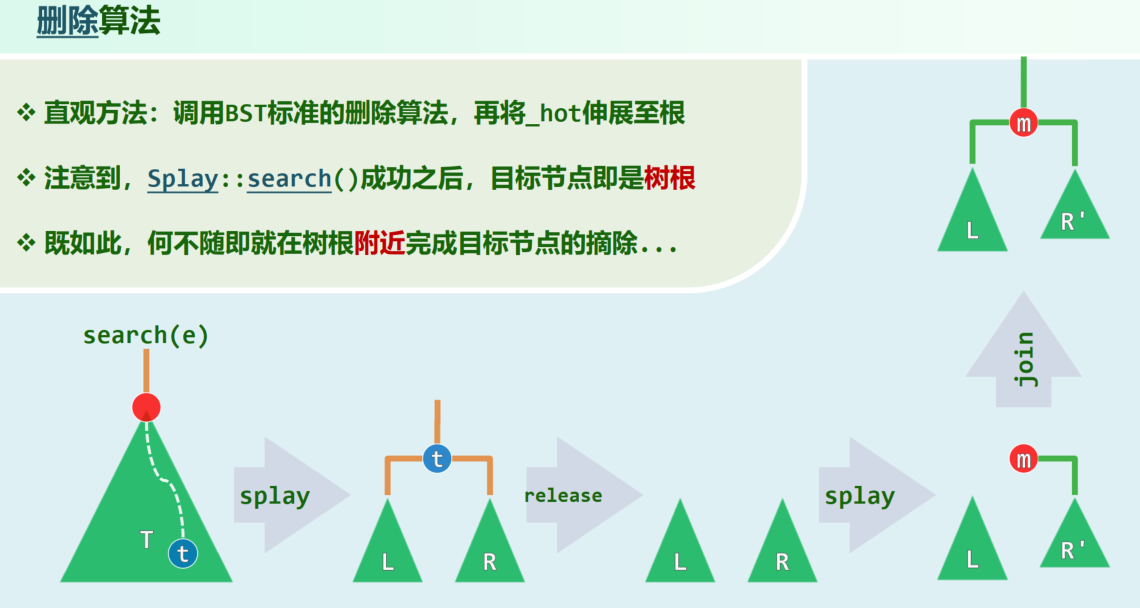 删除算法
❖ 直观方法：调用BST标准的删除算法，再将_hot伸展至根
❖ 注意到，Splay::search()成功之后，目标节点即是树根
❖ 既如此，何不随即就在树根附近完成目标节点的摘除...
search(e)
T
t
splay
t
L
R
release
L
R
splay
m
L
R'
join
m
L
R'